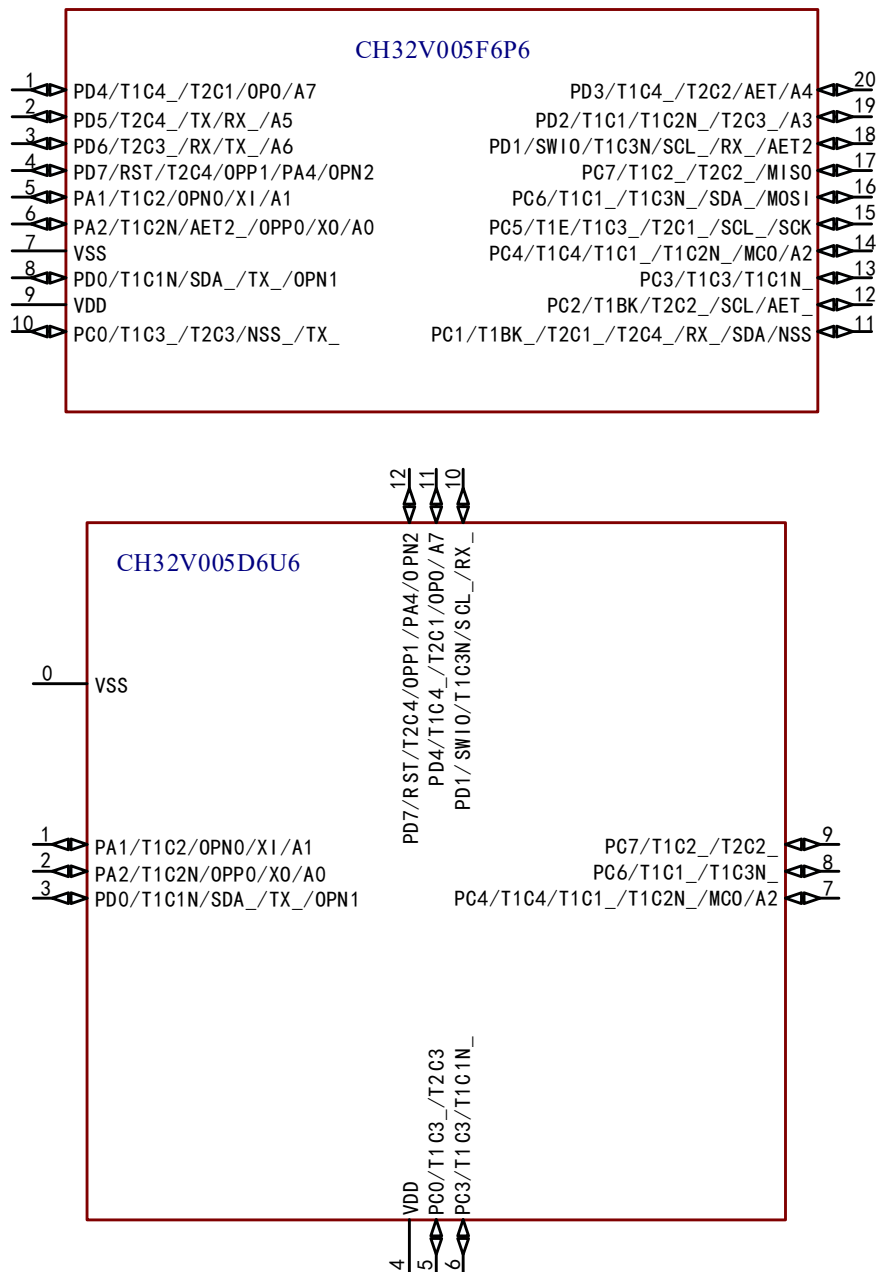 CH32V005F6P6
1 PD4/T1C4_/T2C1/OPO/A7
2 PD5/T2C4_/TX/RX_/A5
3 PD6/T2C3_/RX/TX_/A6
4 PD7/RST/T2C4/OPP1/PA4/OPN2
5 PA1/T1C2/OPN0/XI/A1
6 PA2/T1C2N/AET2_/OPP0/XO/A0
7 VSS
8 PD0/T1C1N/SDA_/TX_/OPN1
9 VDD
10 PC0/T1C3_/T2C3/NSS_/TX_
PD3/T1C4_/T2C2/AET/A4 20
PD2/T1C1/T1C2N_/T2C3_/A3 19
PD1/SWIO/T1C3N/SCL_/RX_/AET2 18
PC7/T1C2_/T2C2_/MISO 17
PC6/T1C1_/T1C3N_/SDA_/MOSI 16
PC5/T1E/T1C3_/T2C1_/SCL_/SCK 15
PC4/T1C4/T1C1_/T1C2N_/MCO/A2 14
PC3/T1C3/T1C1N_ 13
PC2/T1BK/T2C2_/SCL/AET_ 12
PC1/T1BK_/T2C1_/T2C4_/RX_/SDA/NSS 11
CH32V005D6U6
12 PD7/RST/T2C4/OPP1/PA4/OPN2
11 PD4/T1C4_/T2C1/OPO/A7
10 PD1/SWIO/T1C3N/SCL_/RX_
0 VSS
1 PA1/T1C2/OPN0/XI/A1
2 PA2/T1C2N/OPP0/XO/A0
3 PD0/T1C1N/SDA_/TX_/OPN1
PC7/T1C2_/T2C2_ 9
PC6/T1C1_/T1C3N_ 8
PC4/T1C4/T1C1_/T1C2N_/MCO/A2 7
4 VDD
5 PC0/T1C3_/T2C3
6 PC3/T1C3/T1C1N_